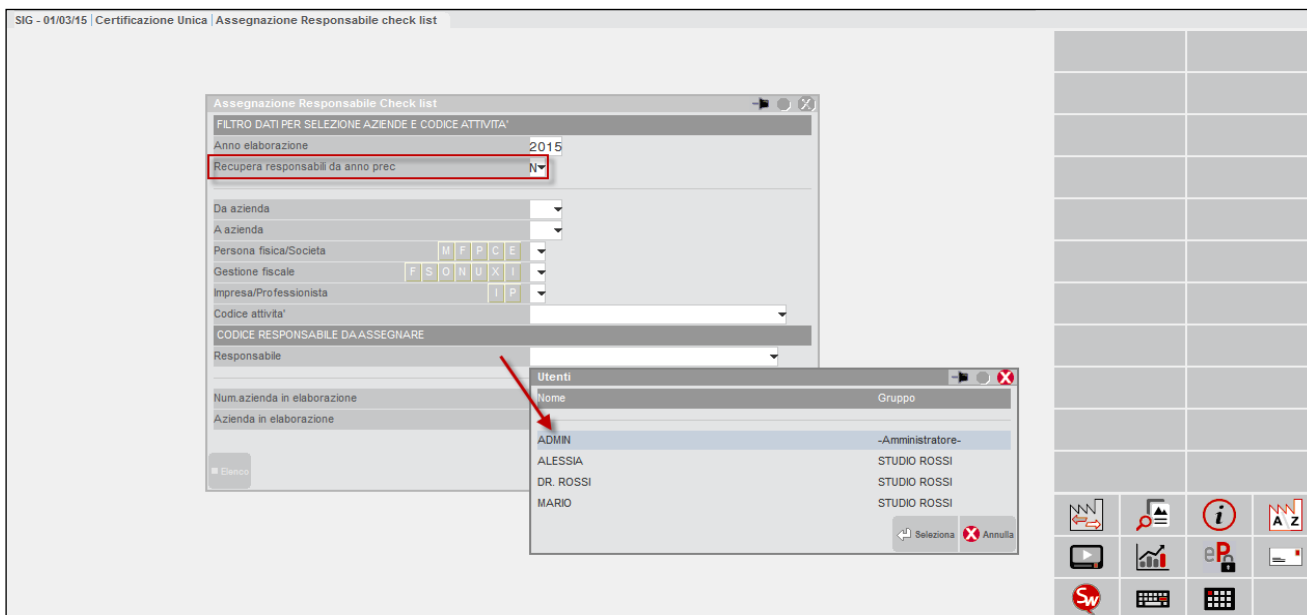 SIG - 01/03/15 | Certificazione Unica | Assegnazione Responsabile check list
Assegnazione Responsabile Check list
FILTRO DATI PER SELEZIONE AZIENDE E CODICE ATTIVITA'
Anno elaborazione 2015
Recupera responsabili da anno prec N
Da azienda
A azienda
Persona fisica/Societa M F P C E
Gestione fiscale F S O N U X I
Impresa/Professionista I P
Codice attivita'
CODICE RESPONSABILE DA ASSEGNARE
Responsabile
Num.azienda in elaborazione
Azienda in elaborazione
Elenco
Utenti
Nome Gruppo
ADMIN -Amministratore-
ALESSIA STUDIO ROSSI
DR. ROSSI STUDIO ROSSI
MARIO STUDIO ROSSI
Seleziona Annulla
i
A Z
eP
Sw